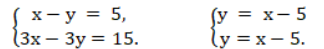 { x − y = 5,      { y = x − 5
{ 3x − 3y = 15.   { y = x − 5.